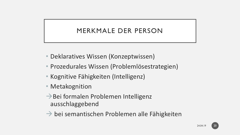 MERKMALE DER PERSON
• Deklaratives Wissen (Konzeptwissen)
• Prozedurales Wissen (Problemlösestrategien)
• Kognitive Fähigkeiten (Intelligenz)
• Metakognition
→Bei formalen Problemen Intelligenz
ausschlaggebend
→ bei semantischen Problemen alle Fähigkeiten